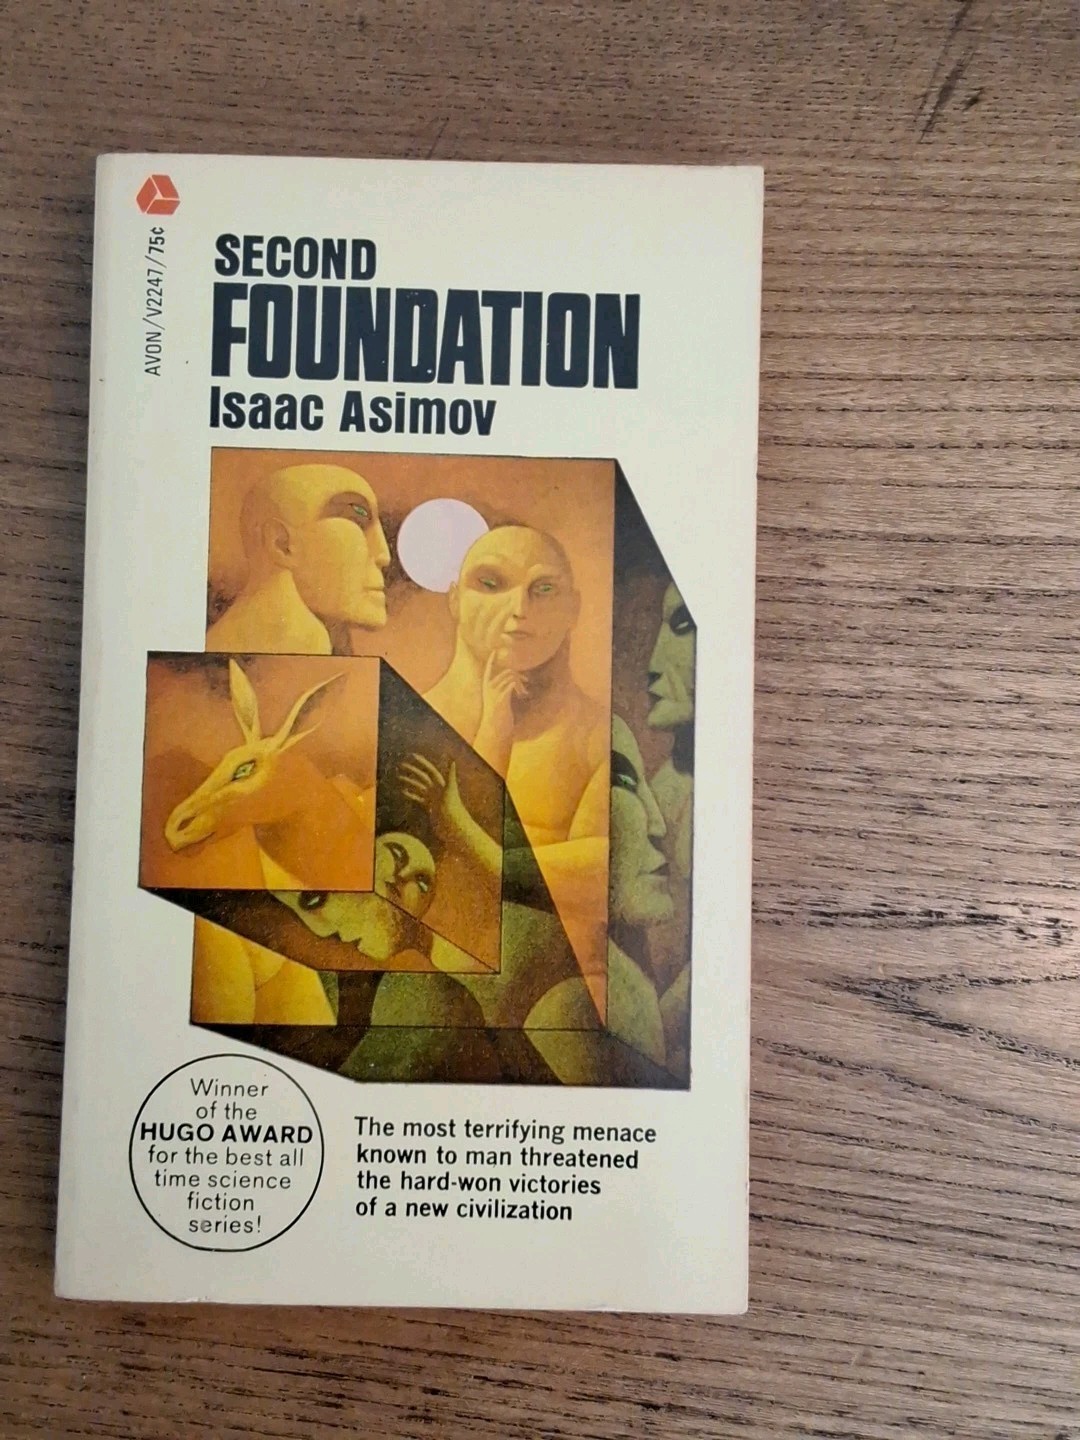 AVON/V2247/75¢
SECOND
FOUNDATION
Isaac Asimov
Winner
of the
HUGO AWARD
for the best all
time science
fiction
series!
The most terrifying menace
known to man threatened
the hard-won victories
of a new civilization